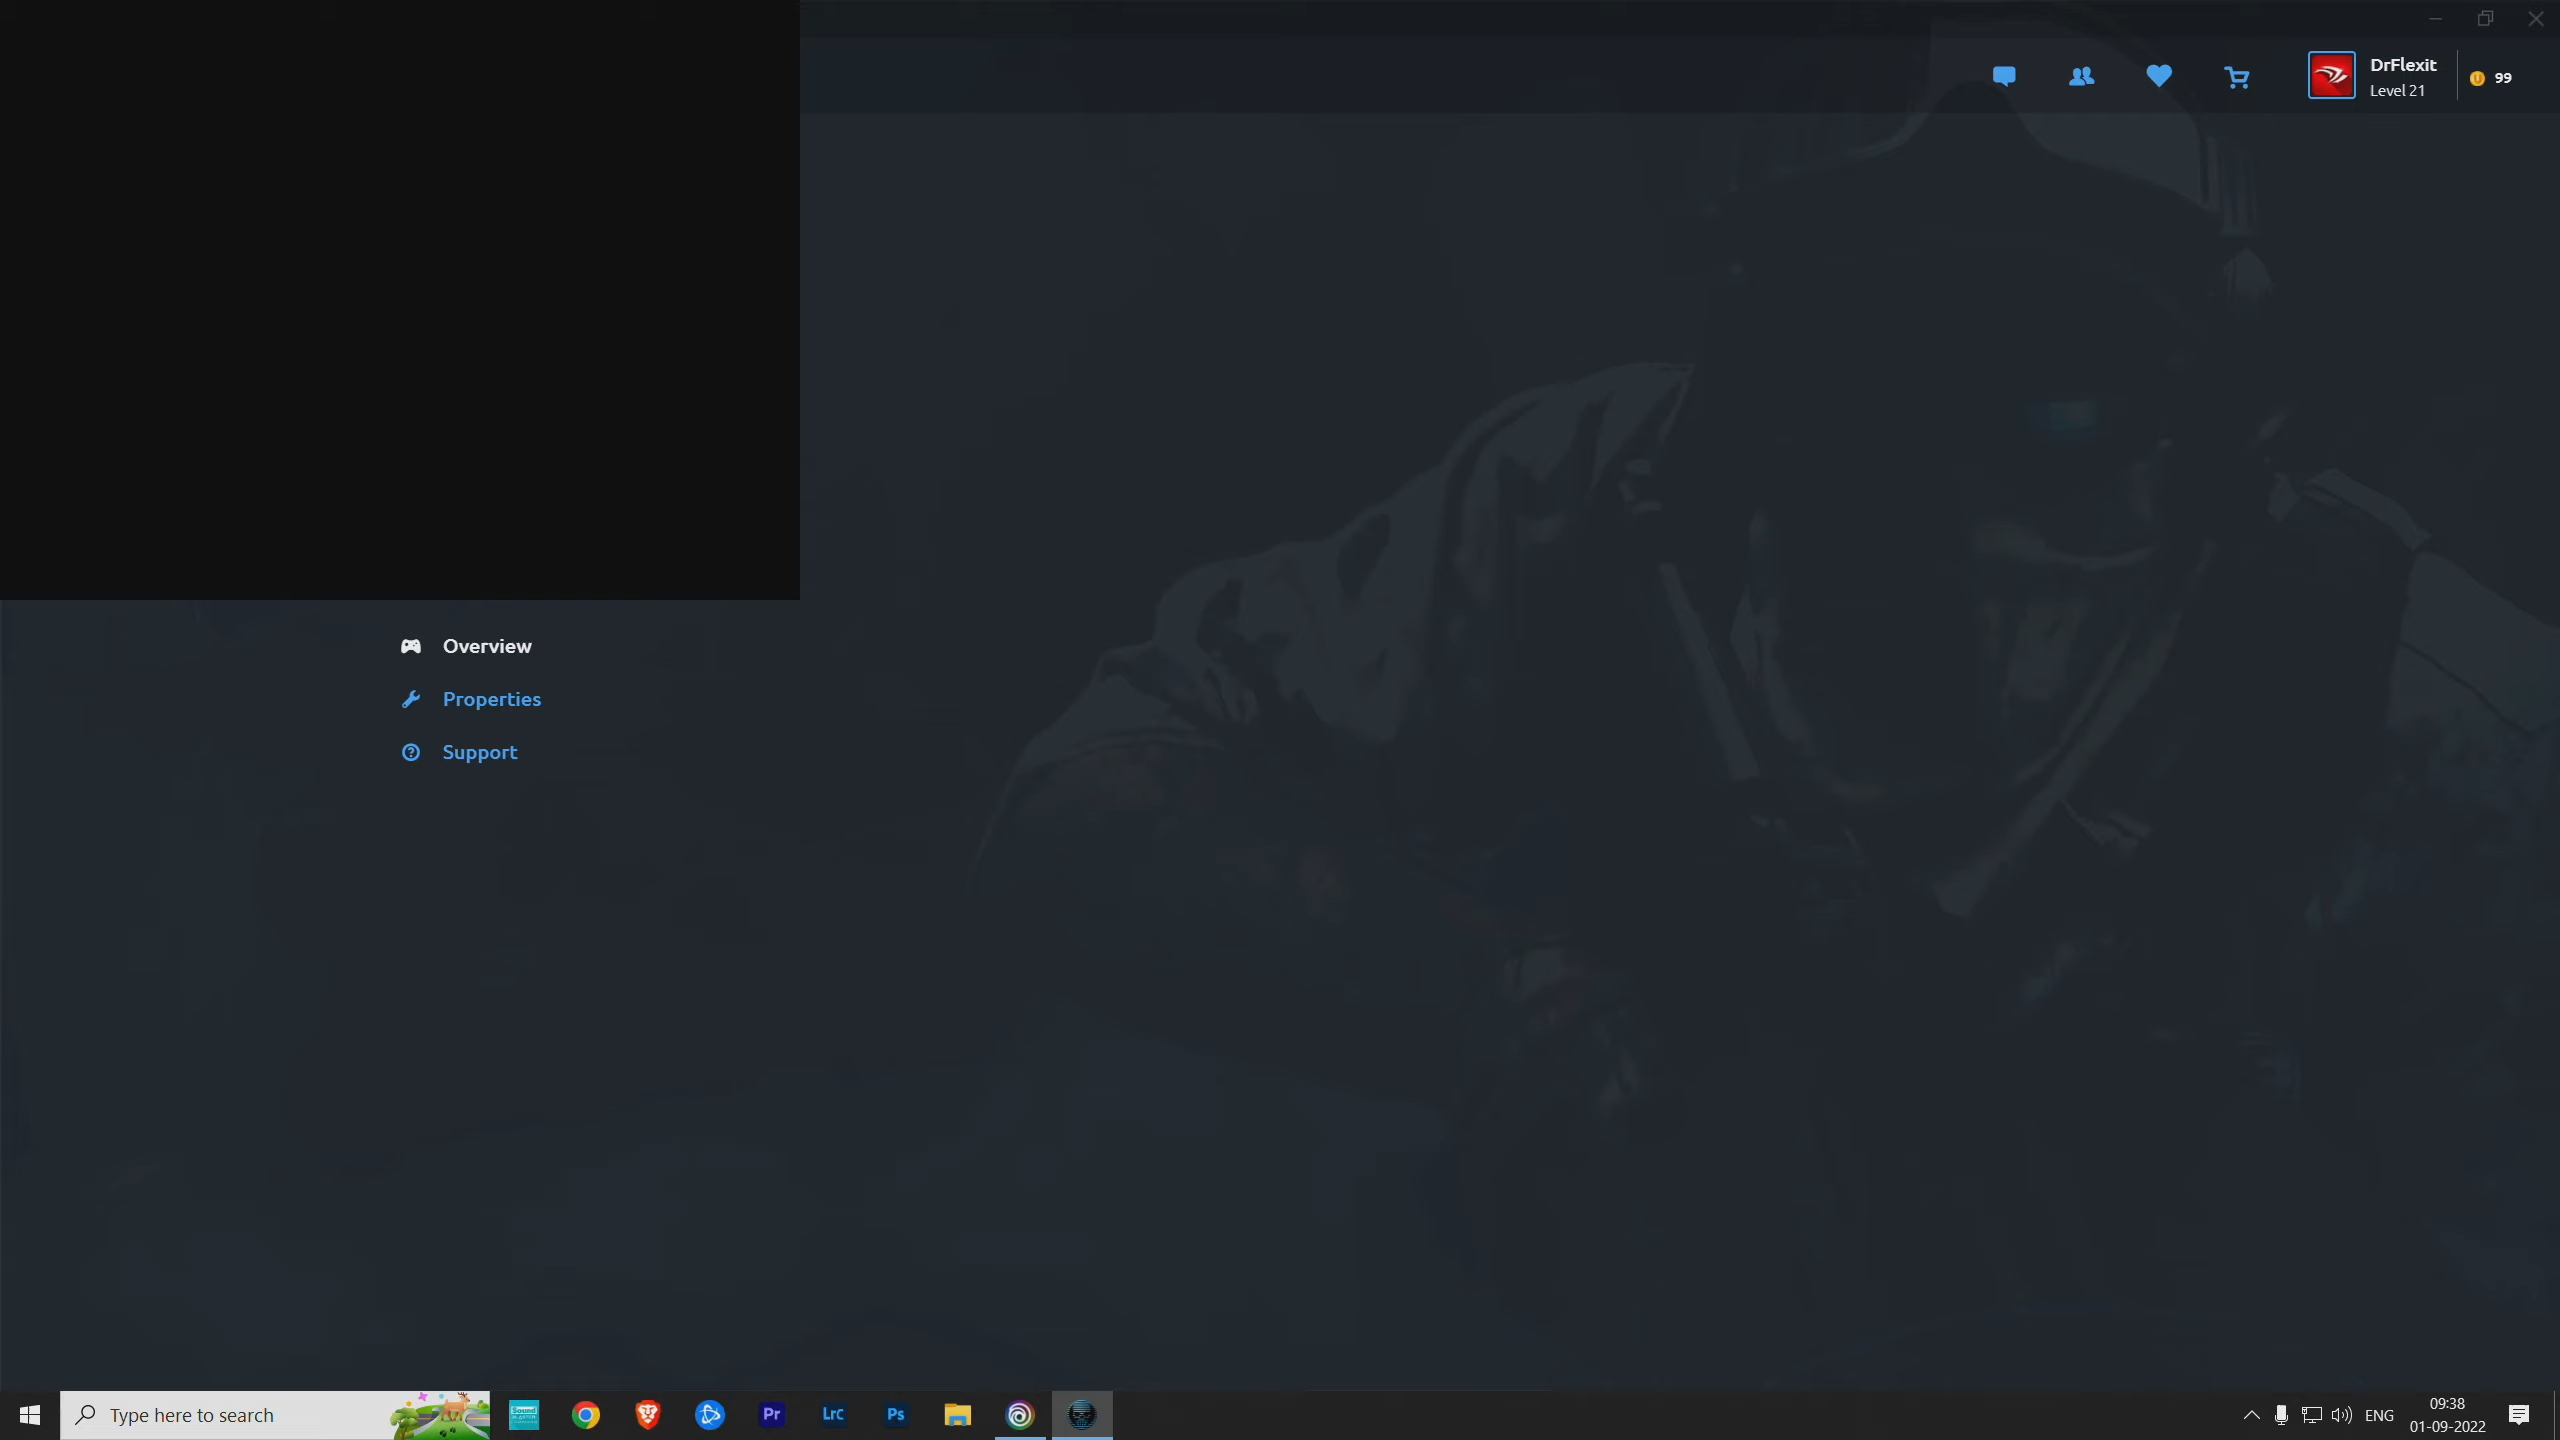 DrFlexit
Level 21
99
Overview
Properties
Support
Type here to search
Sound
Pr
Lrc
Ps
ENG
09:38
01-09-2022